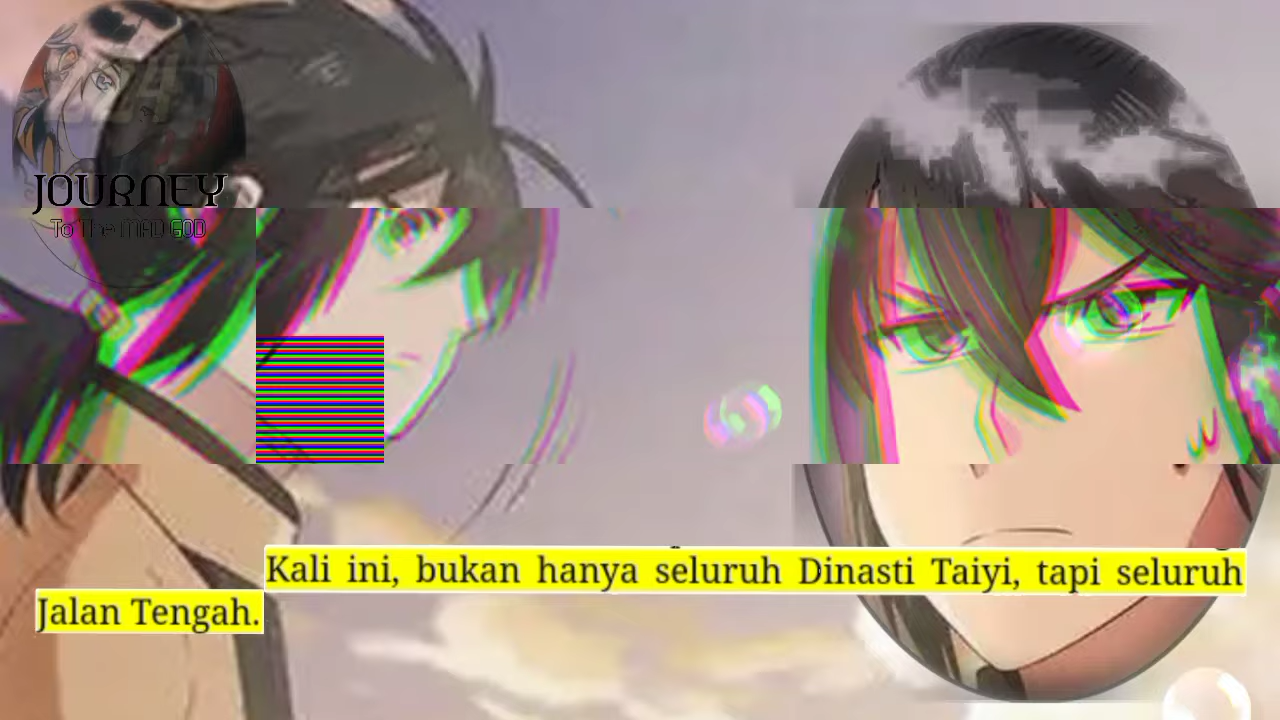 JOURNEY
To The MAD GOD
Kali ini, bukan hanya seluruh Dinasti Taiyi, tapi seluruh
Jalan Tengah.